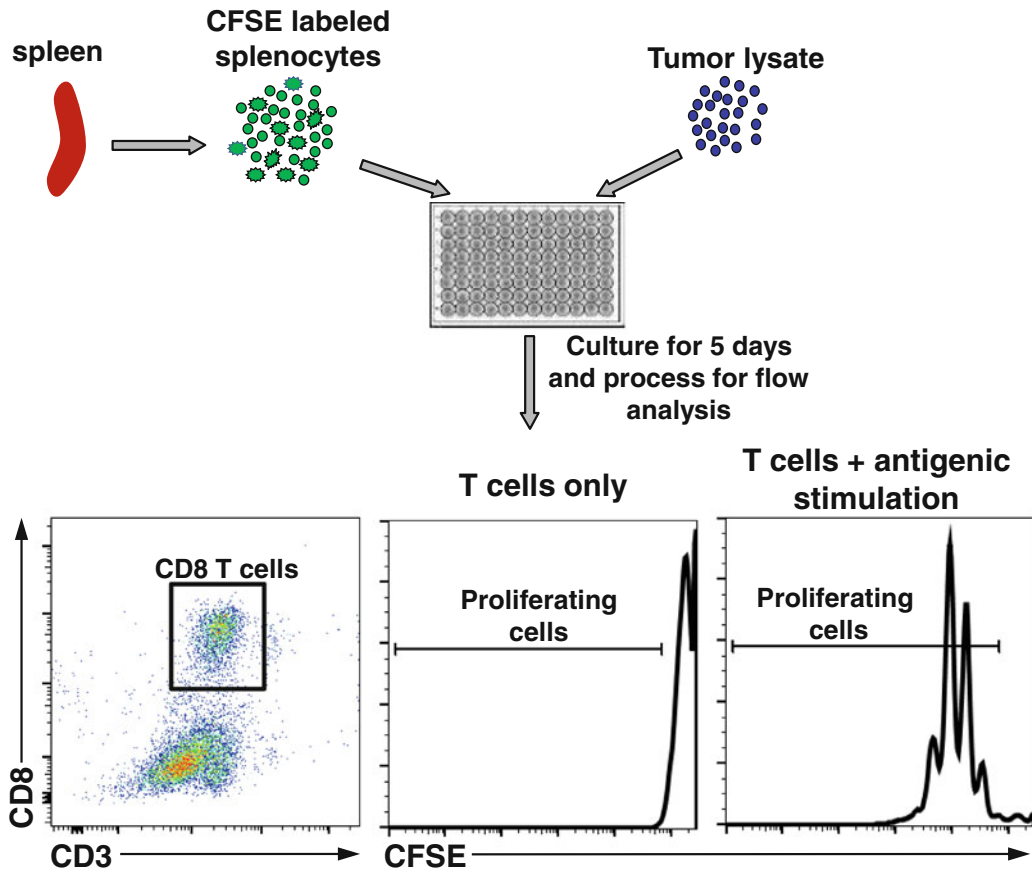 spleen
CFSE labeled
splenocytes
Tumor lysate
Culture for 5 days
and process for flow
analysis
T cells only
T cells + antigenic
stimulation
CD8 T cells
Proliferating
cells
Proliferating
cells
CD8
CD3
CFSE